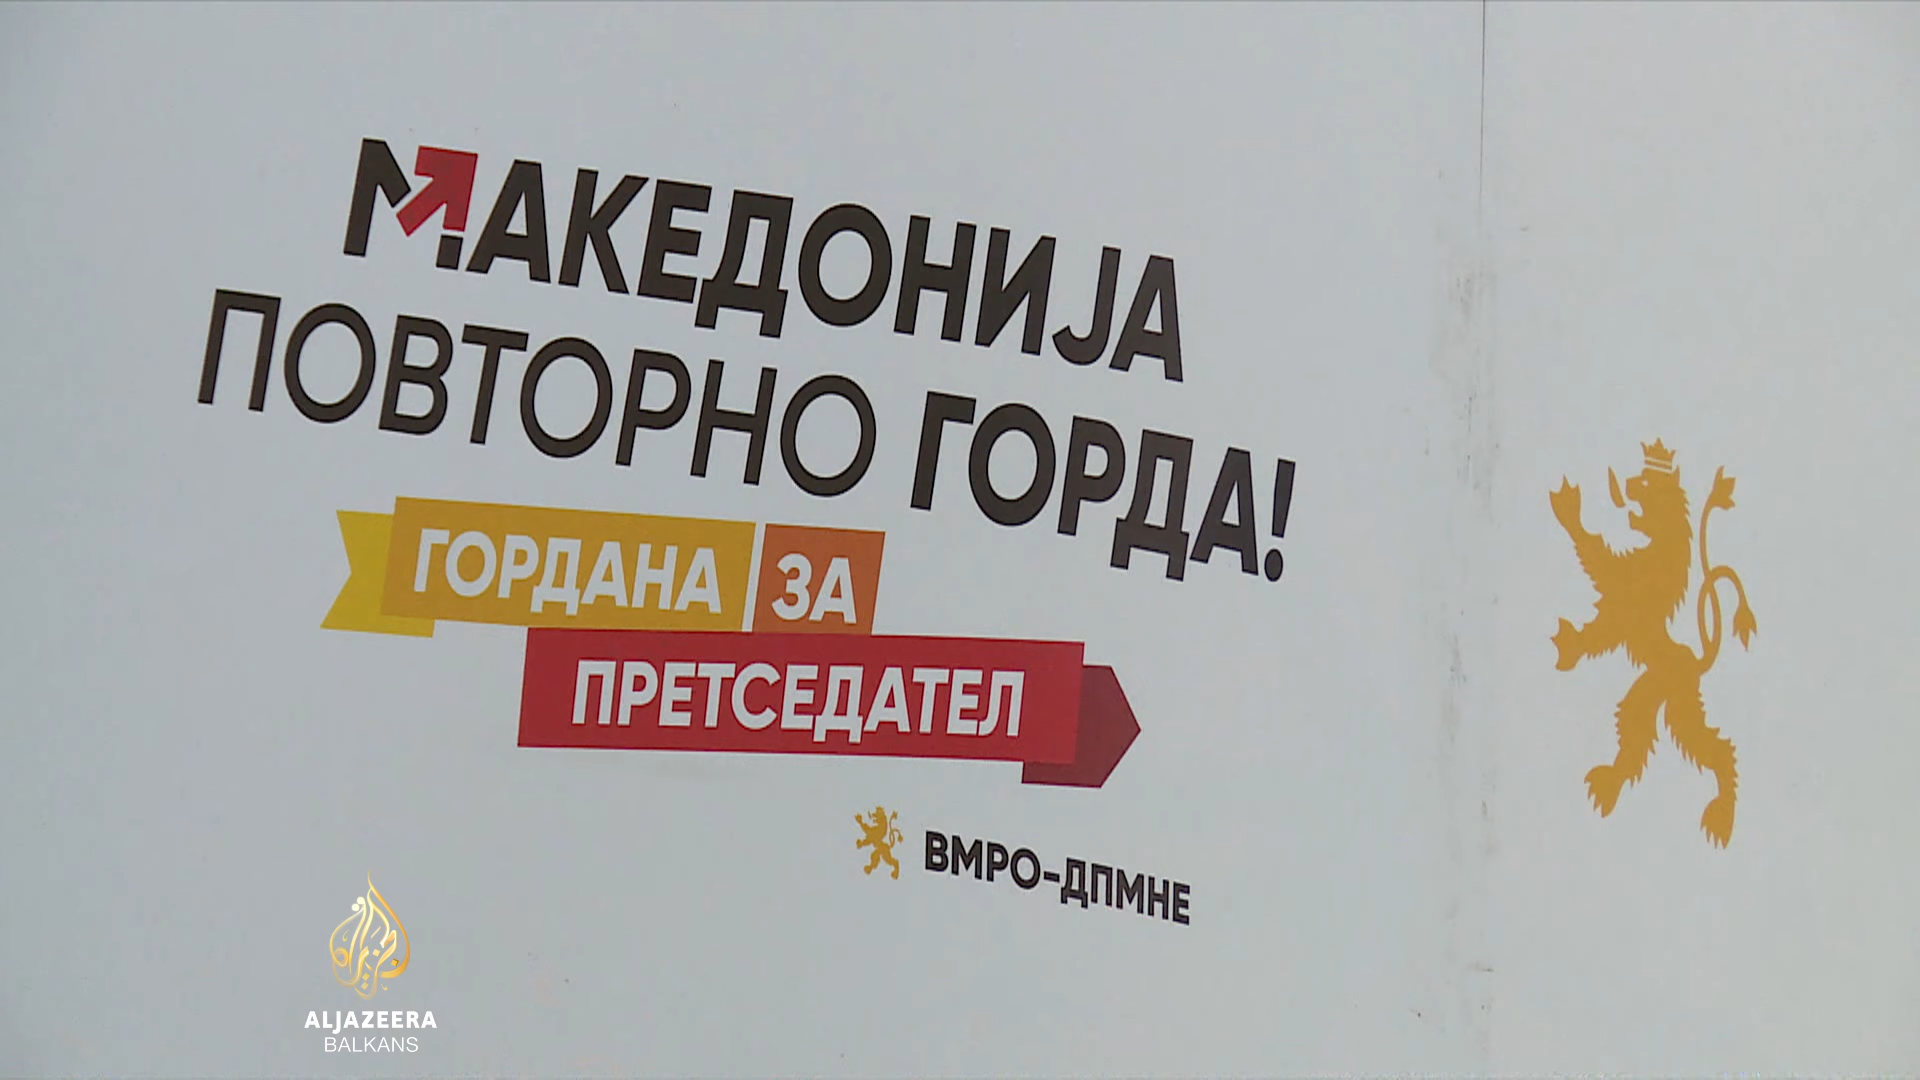 МАКЕДОНИЈА
ПОВТОРНО ГОРДА!
ГОРДАНА ЗА
ПРЕТСЕДАТЕЛ
ВМРО-ДПМНЕ
ALJAZEERA
BALKANS